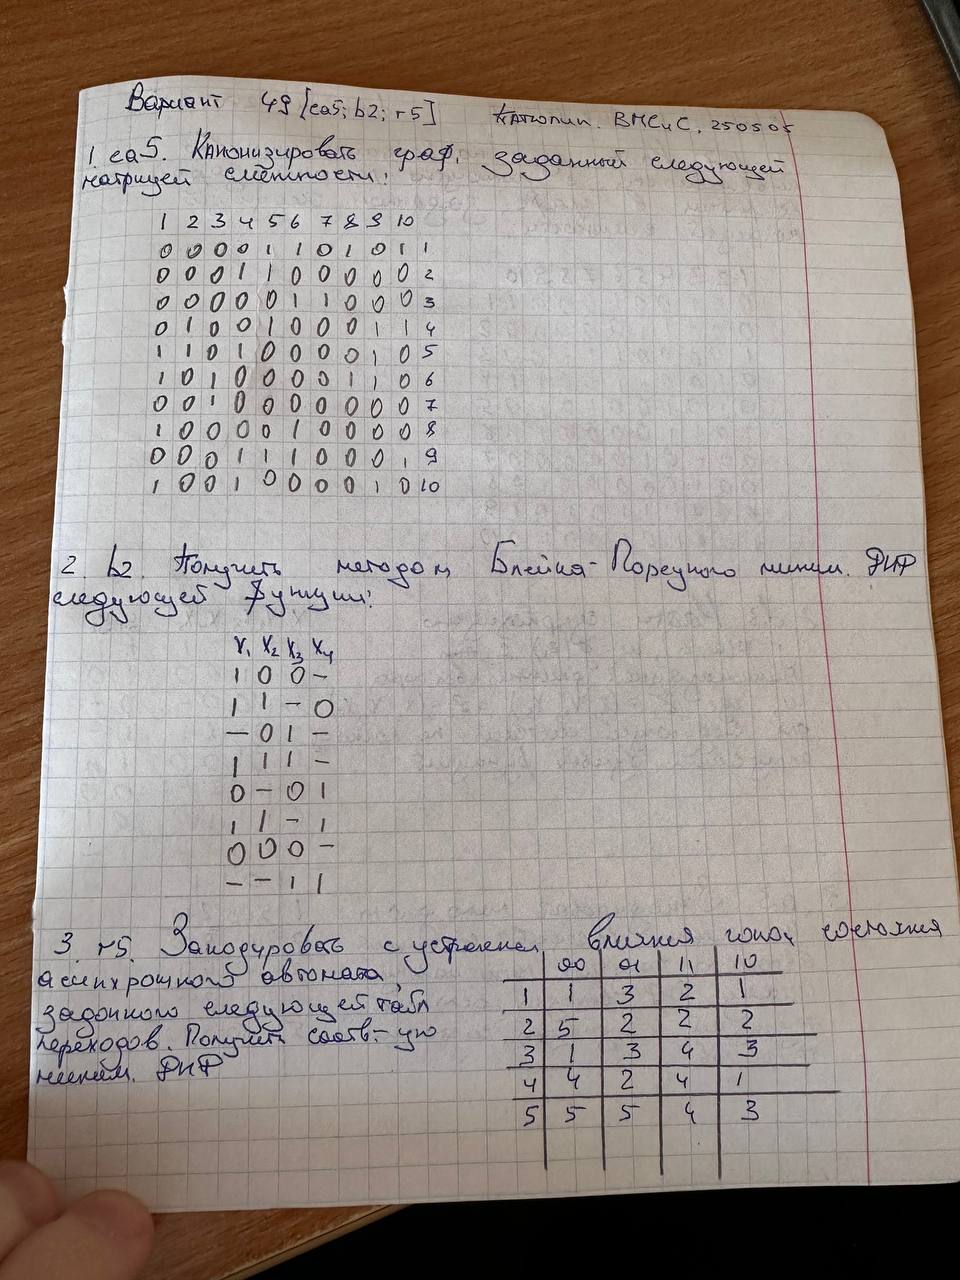 Вариант 49 [ca5; b2; r5] Катюпин. ВМСиС, 250505
1. ca5. Канонизировать граф, заданный следующей
матрицей смежности:
1 2 3 4 5 6 7 8 9 10
0 0 0 0 1 1 0 1 0 1 1
0 0 0 1 1 0 0 0 0 0 2
0 0 0 0 0 1 1 0 0 0 3
0 1 0 0 1 0 0 0 1 1 4
1 1 0 1 0 0 0 0 1 0 5
1 0 1 0 0 0 0 1 1 0 6
0 0 1 0 0 0 0 0 0 0 7
1 0 0 0 0 1 0 0 0 0 8
0 0 0 1 1 1 0 0 0 1 9
1 0 0 1 0 0 0 0 1 0 10
2. b2. Получить методом Блейка-Порецкого миним. ДНФ
следующей функции:
X₁ X₂ X₃ X₄
1 0 0 -
1 1 - 0
- 0 1 -
1 1 1 -
0 - 0 1
1 1 - 1
0 0 0 -
- - 1 1
3. r5. Закодировать с устранен. влияния гонок состояния
асинхронного автомата,
заданного следующей табл
переходов. Получить соотв.-ую
миним. ДНФ
00 01 11 10
1 1 3 2 1
2 5 2 2 2
3 1 3 4 3
4 4 2 4 1
5 5 5 4 3